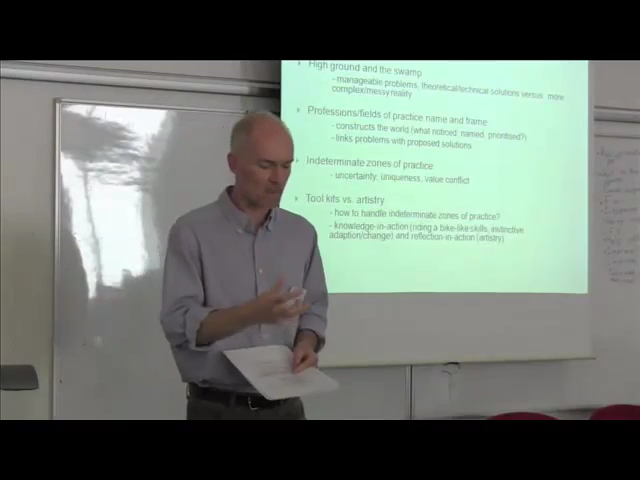 High ground and the swamp
- manageable problems, theoretical/technical solutions versus more
complex/messy reality
Professions/fields of practice name and frame
- constructs the world (what noticed, named, prioritised?)
- links problems with proposed solutions
Indeterminate zones of practice
- uncertainty, uniqueness, value conflict
Tool kits vs. artistry
- how to handle indeterminate zones of practice?
- knowledge-in-action (riding a bike-like skills, instinctive
adaption/change) and reflection-in-action (artistry)